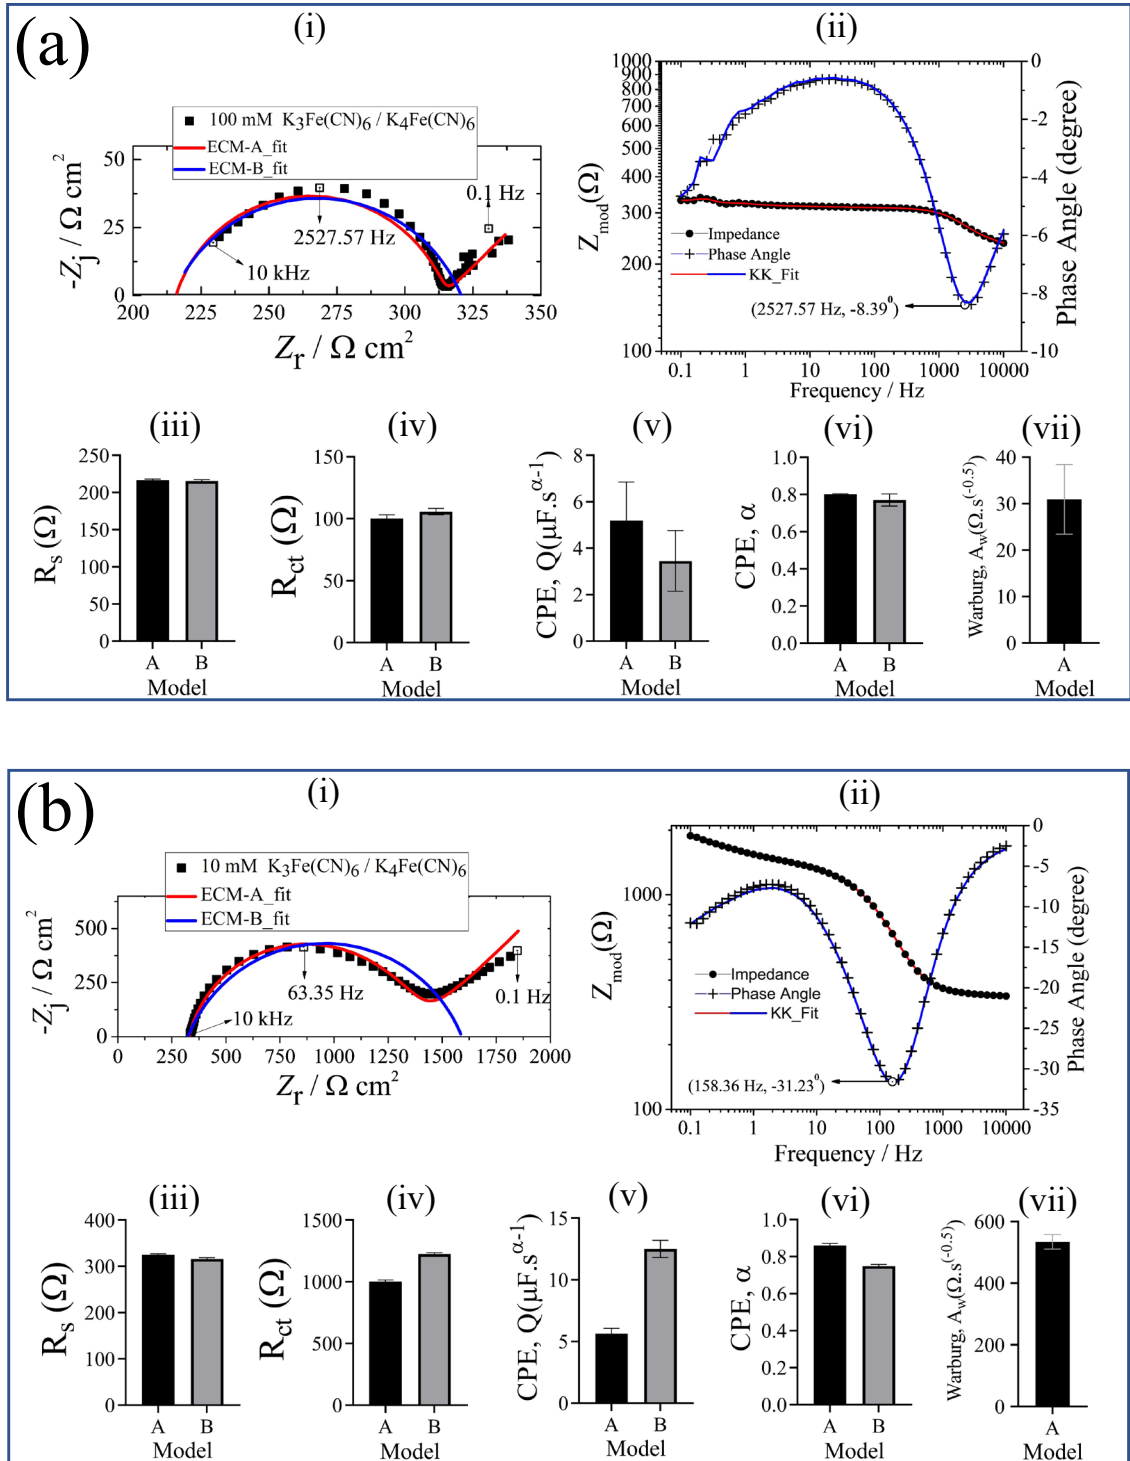 (a)
(i)
100 mM K3Fe(CN)6 / K4Fe(CN)6
ECM-A_fit
ECM-B_fit
-Zj / Ω cm2
50
25
0
0.1 Hz
2527.57 Hz
10 kHz
200 225 250 275 300 325 350
Zr / Ω cm2
(ii)
Zmod(Ω)
1000
900
800
700
600
500
400
300
200
100
Impedance
Phase Angle
KK_Fit
(2527.57 Hz, -8.39⁰)
0
-2
-4
-6
-8
-10
Phase Angle (degree)
0.1 1 10 100 1000 10000
Frequency / Hz
(iii)
Rs (Ω)
250
200
150
100
50
0
A B
Model
(iv)
Rct (Ω)
150
100
50
0
A B
Model
(v)
CPE, Q(μF.sα-1)
8
6
4
2
0
A B
Model
(vi)
CPE, α
1.0
0.8
0.6
0.4
0.2
0.0
A B
Model
(vii)
Warburg, Aw(Ω.s(-0.5))
40
30
20
10
0
A
Model
(b)
(i)
10 mM K3Fe(CN)6 / K4Fe(CN)6
ECM-A_fit
ECM-B_fit
-Zj / Ω cm2
500
250
0
63.35 Hz
0.1 Hz
10 kHz
0 250 500 750 1000 1250 1500 1750 2000
Zr / Ω cm2
(ii)
Zmod(Ω)
1000
100
Impedance
Phase Angle
KK_Fit
(158.36 Hz, -31.23⁰)
0
-5
-10
-15
-20
-25
-30
-35
Phase Angle (degree)
0.1 1 10 100 1000 10000
Frequency / Hz
(iii)
Rs (Ω)
400
300
200
100
0
A B
Model
(iv)
Rct (Ω)
1500
1000
500
0
A B
Model
(v)
CPE, Q(μF.sα-1)
15
10
5
0
A B
Model
(vi)
CPE, α
1.0
0.8
0.6
0.4
0.2
0.0
A B
Model
(vii)
Warburg, Aw(Ω.s(-0.5))
600
400
200
0
A
Model